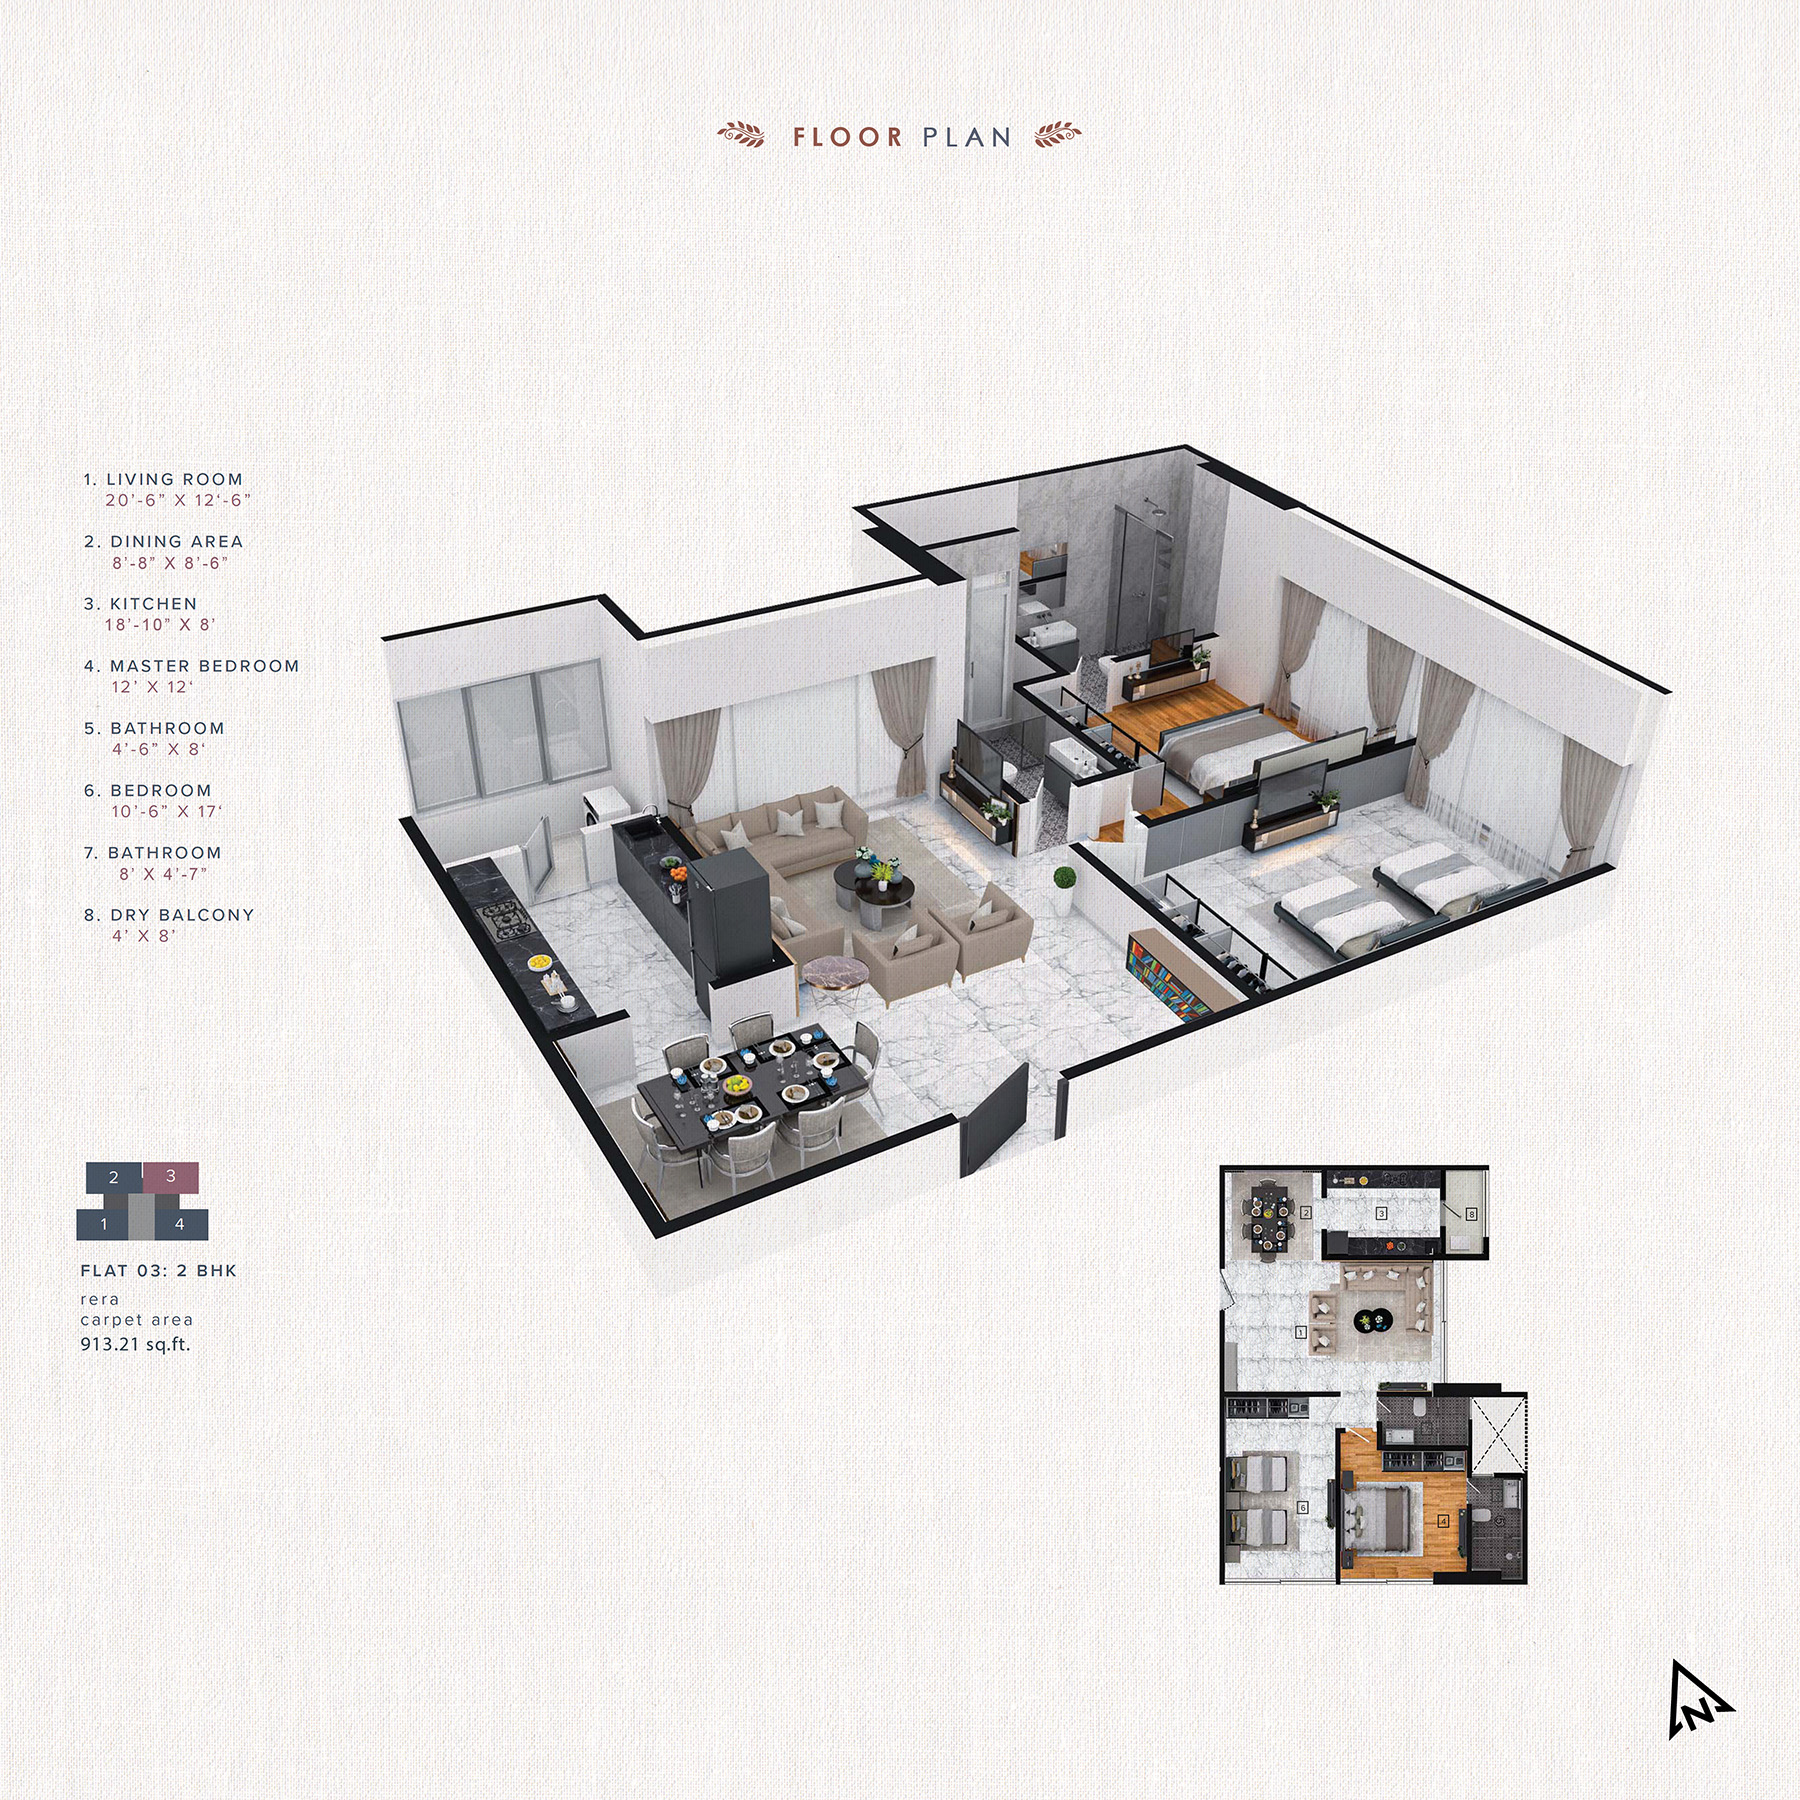 FLOOR PLAN
1. LIVING ROOM
20'-6” X 12‘-6”
2. DINING AREA
8'-8” X 8'-6”
3. KITCHEN
18'-10” X 8'
4. MASTER BEDROOM
12' X 12‘
5. BATHROOM
4'-6” X 8‘
6. BEDROOM
10'-6” X 17‘
7. BATHROOM
8' X 4'-7”
8. DRY BALCONY
4' X 8'
2 3
1 4
FLAT 03: 2 BHK
rera
carpet area
913.21 sq.ft.
2 3 8
1
6 4 5
N